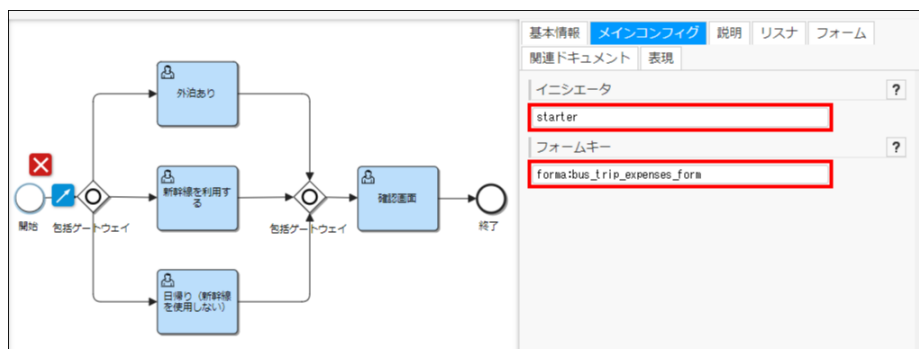 基本情報 メインコンフィグ 説明 リスナ フォーム
関連ドキュメント 表現
イニシエータ ?
starter
フォームキー ?
forma:bus_trip_expenses_form
外泊あり
新幹線を利用す
る
日帰り（新幹線
を使用しない）
開始
包括ゲートウェイ
包括ゲートウェイ
確認画面
終了